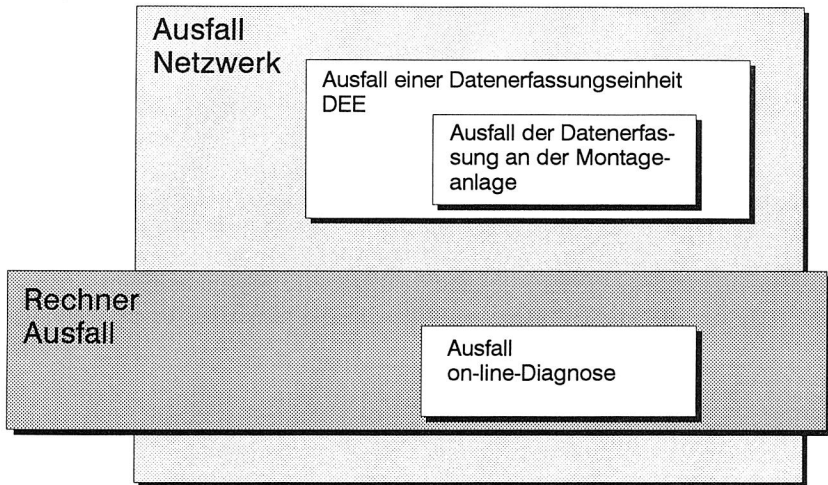 Ausfall
Netzwerk
Ausfall einer Datenerfassungseinheit
DEE
Ausfall der Datenerfas-
sung an der Montage-
anlage
Rechner
Ausfall
Ausfall
on-line-Diagnose